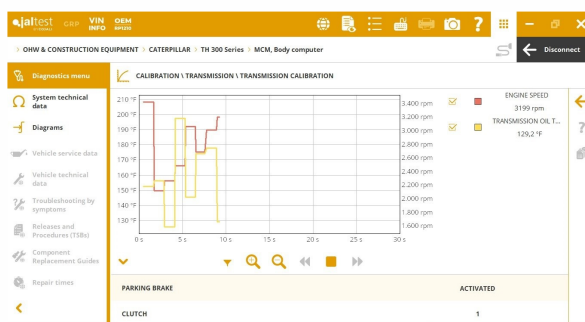 jaltest
GRP
VIN INFO
OEM
?
OHW & CONSTRUCTION EQUIPMENT > CATERPILLAR > TH 300 Series > MCM, Body computer
Disconnect
Diagnostics menu
CALIBRATION \ TRANSMISSION \ TRANSMISSION CALIBRATION
System technical data
Diagrams
Vehicle service data
Vehicle technical data
Troubleshooting by symptoms
Releases and Procedures (TSBs)
Component Replacement Guides
Repair times
210 °F
200 °F
190 °F
180 °F
170 °F
160 °F
150 °F
140 °F
130 °F
0 s 5 s 10 s 15 s 20 s 25 s 30 s
3.400 rpm
3.200 rpm
3.000 rpm
2.800 rpm
2.600 rpm
2.400 rpm
2.200 rpm
2.000 rpm
1.800 rpm
1.600 rpm
ENGINE SPEED
3199 rpm
TRANSMISSION OIL T...
129,2 °F
?
PARKING BRAKE ACTIVATED
CLUTCH 1